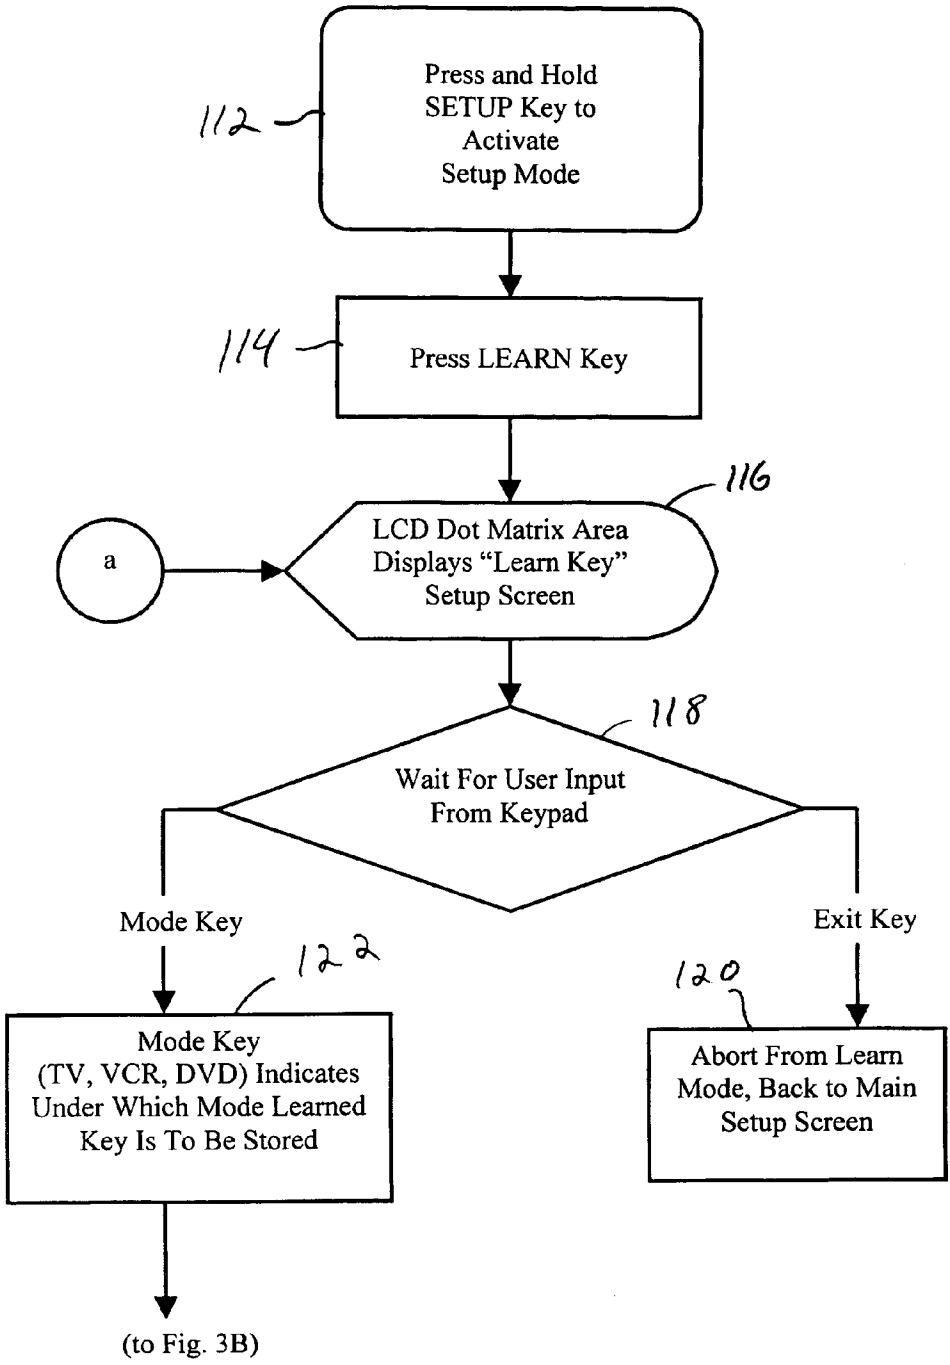 Press and Hold
SETUP Key to
Activate
Setup Mode
112
114
Press LEARN Key
116
LCD Dot Matrix Area
Displays “Learn Key”
Setup Screen
a
118
Wait For User Input
From Keypad
Mode Key
Exit Key
122
120
Mode Key
(TV, VCR, DVD) Indicates
Under Which Mode Learned
Key Is To Be Stored
Abort From Learn
Mode, Back to Main
Setup Screen
(to Fig. 3B)